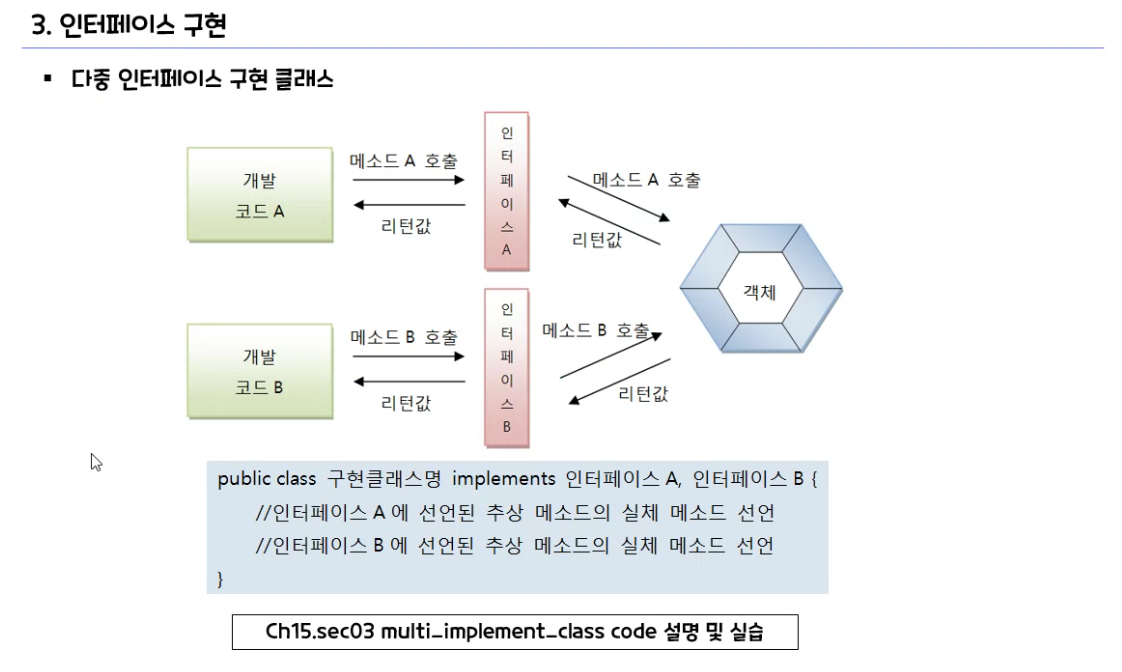 3. 인터페이스 구현
▪ 다중 인터페이스 구현 클래스
개발
코드 A
메소드 A 호출
리턴값
인
터
페
이
스
A
메소드 A 호출
리턴값
객체
개발
코드 B
메소드 B 호출
리턴값
인
터
페
이
스
B
메소드 B 호출
리턴값
public class 구현클래스명 implements 인터페이스 A, 인터페이스 B {
//인터페이스 A 에 선언된 추상 메소드의 실체 메소드 선언
//인터페이스 B 에 선언된 추상 메소드의 실체 메소드 선언
}
Ch15.sec03 multi_implement_class code 설명 및 실습